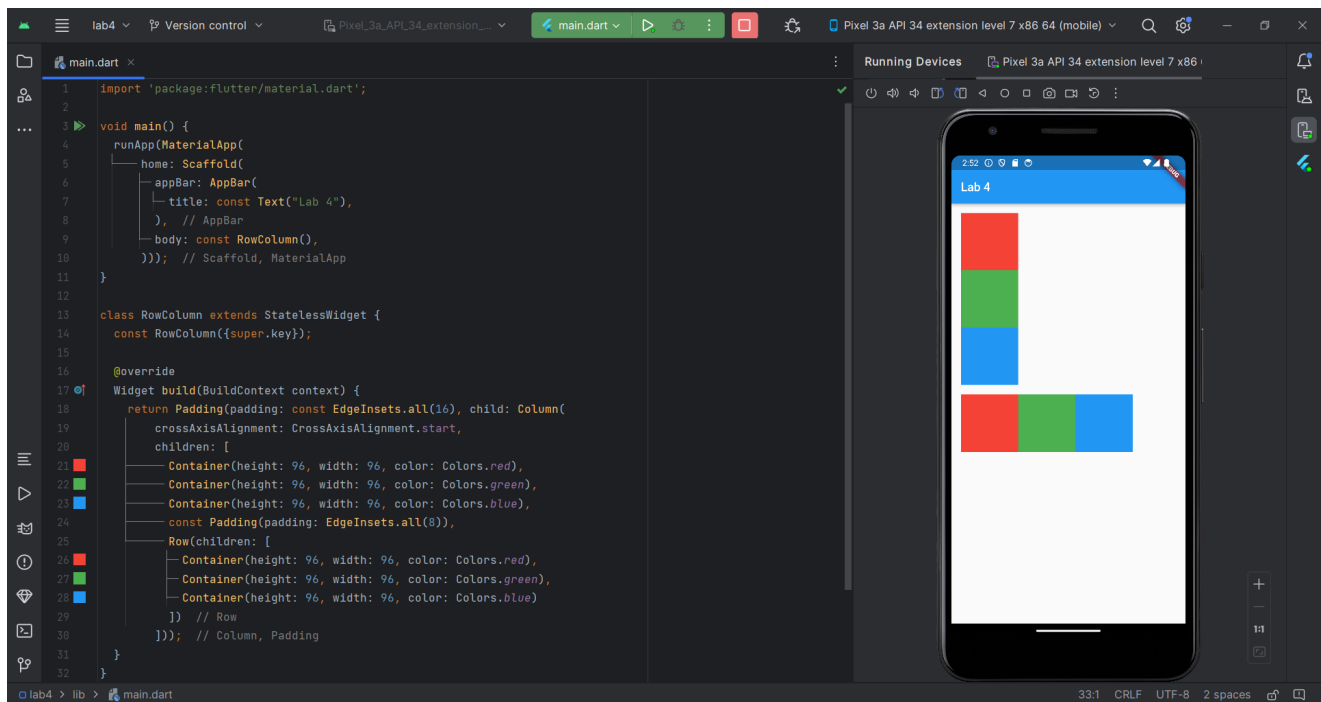 lab4 Version control Pixel_3a_API_34_extension_... main.dart Pixel 3a API 34 extension level 7 x86 64 (mobile)
main.dart Running Devices Pixel 3a API 34 extension level 7 x86
1 import 'package:flutter/material.dart';
2
3 void main() {
4 runApp(MaterialApp(
5 home: Scaffold(
6 appBar: AppBar(
7 title: const Text("Lab 4"),
8 ), // AppBar
9 body: const RowColumn(),
10 ))); // Scaffold, MaterialApp
11 }
12
13 class RowColumn extends StatelessWidget {
14 const RowColumn({super.key});
15
16 @override
17 Widget build(BuildContext context) {
18 return Padding(padding: const EdgeInsets.all(16), child: Column(
19 crossAxisAlignment: CrossAxisAlignment.start,
20 children: [
21 Container(height: 96, width: 96, color: Colors.red),
22 Container(height: 96, width: 96, color: Colors.green),
23 Container(height: 96, width: 96, color: Colors.blue),
24 const Padding(padding: EdgeInsets.all(8)),
25 Row(children: [
26 Container(height: 96, width: 96, color: Colors.red),
27 Container(height: 96, width: 96, color: Colors.green),
28 Container(height: 96, width: 96, color: Colors.blue)
29 ]) // Row
30 ])); // Column, Padding
31 }
32 }
2:52
Lab 4
1:1
lab4 > lib > main.dart 33:1 CRLF UTF-8 2 spaces